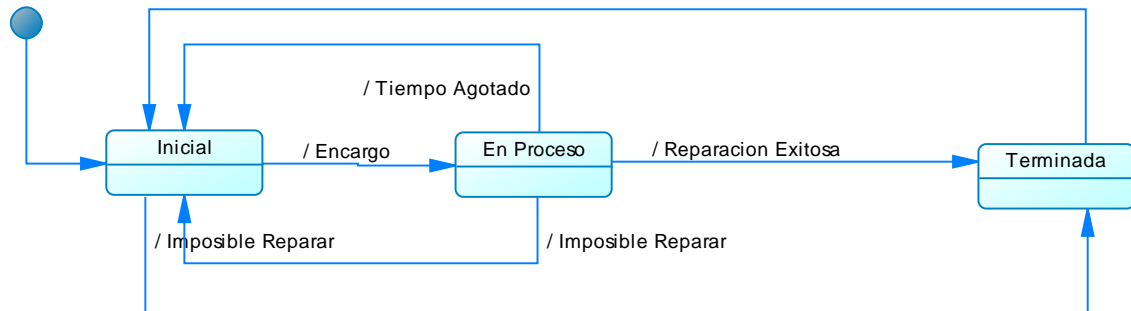 / Tiempo Agotado
Inicial
/ Encargo
En Proceso
/ Reparacion Exitosa
Terminada
/ Imposible Reparar
/ Imposible Reparar